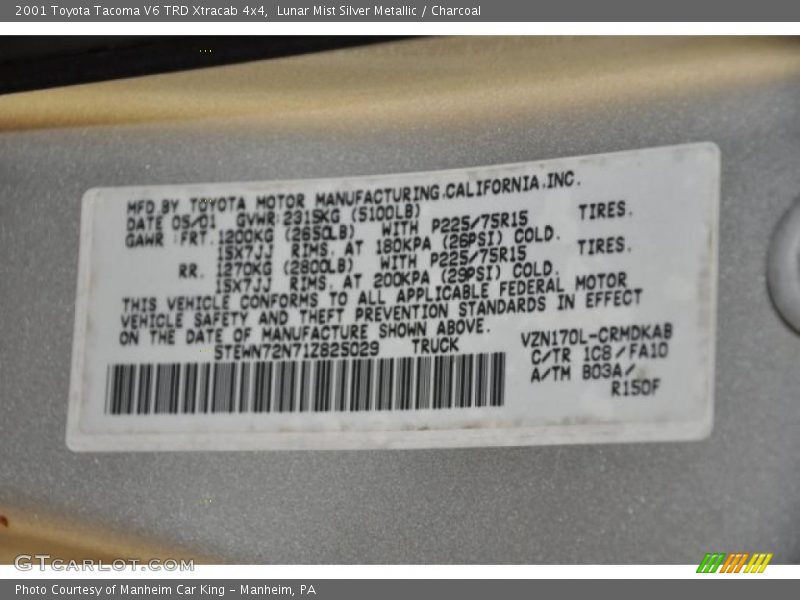 2001 Toyota Tacoma V6 TRD Xtracab 4x4, Lunar Mist Silver Metallic / Charcoal
MFD.BY TOYOTA MOTOR MANUFACTURING.CALIFORNIA.INC.
DATE 05/01 GVWR:2315KG (5100LB)
GAWR :FRT. 1200KG (2650LB) WITH P225/75R15 TIRES.
15X7JJ RIMS, AT 180KPA (26PSI) COLD.
RR. 1270KG (2800LB) WITH P225/75R15 TIRES.
15X7JJ RIMS, AT 200KPA (29PSI) COLD.
THIS VEHICLE CONFORMS TO ALL APPLICABLE FEDERAL MOTOR
VEHICLE SAFETY AND THEFT PREVENTION STANDARDS IN EFFECT
ON THE DATE OF MANUFACTURE SHOWN ABOVE.
5TEWN72N71Z825029 TRUCK
VZN170L-CRMDKAB
C/TR 1C8/FA10
A/TM B03A/
R150F
GTCARLOT.COM
Photo Courtesy of Manheim Car King – Manheim, PA